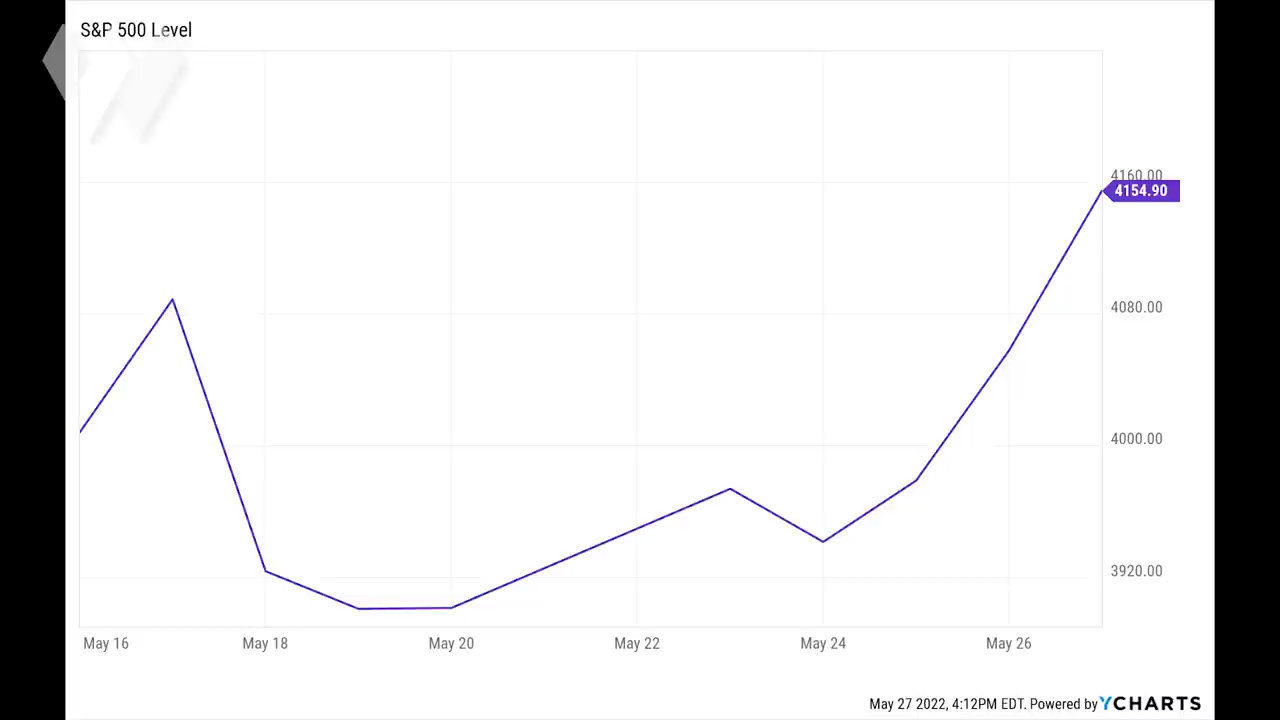 S&P 500 Level
4160.00
4154.90
4080.00
4000.00
3920.00
May 16 May 18 May 20 May 22 May 24 May 26
May 27 2022, 4:12PM EDT. Powered by YCHARTS